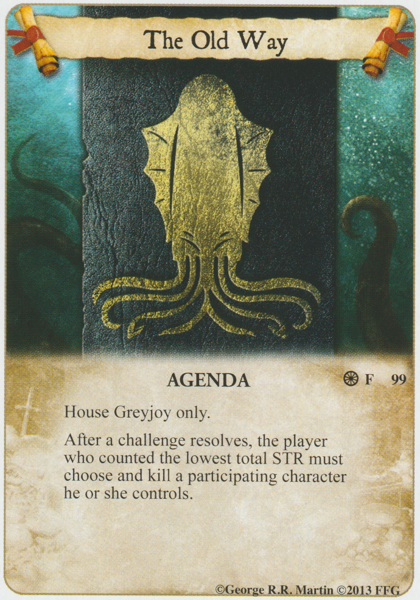 The Old Way
AGENDA
F 99
House Greyjoy only.
After a challenge resolves, the player
who counted the lowest total STR must
choose and kill a participating character
he or she controls.
©George R.R. Martin ©2013 FFG